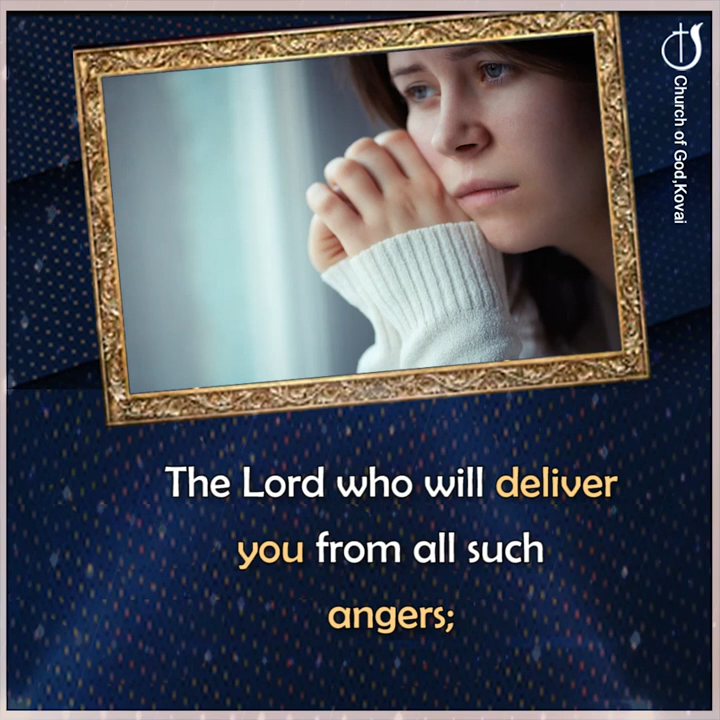 Church of God,Kovai
The Lord who will deliver
you from all such
angers;